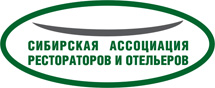 СИБИРСКАЯ АССОЦИАЦИЯ
РЕСТОРАТОРОВ И ОТЕЛЬЕРОВ